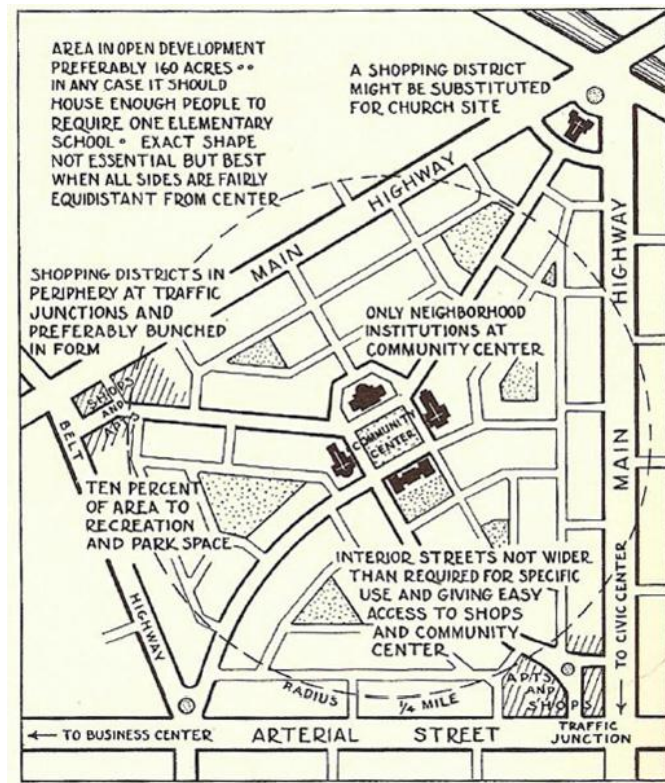 AREA IN OPEN DEVELOPMENT
PREFERABLY 160 ACRES ••
IN ANY CASE IT SHOULD
HOUSE ENOUGH PEOPLE TO
REQUIRE ONE ELEMENTARY
SCHOOL • EXACT SHAPE
NOT ESSENTIAL BUT BEST
WHEN ALL SIDES ARE FAIRLY
EQUIDISTANT FROM CENTER
A SHOPPING DISTRICT
MIGHT BE SUBSTITUTED
FOR CHURCH SITE
MAIN HIGHWAY
SHOPPING DISTRICTS IN
PERIPHERY AT TRAFFIC
JUNCTIONS AND
PREFERABLY BUNCHED
IN FORM
ONLY NEIGHBORHOOD
INSTITUTIONS AT
COMMUNITY CENTER
MAIN HIGHWAY
SHOPS
AND
APTS
COMMUNITY
CENTER
BELT HIGHWAY
TEN PERCENT
OF AREA TO
RECREATION
AND PARK SPACE
INTERIOR STREETS NOT WIDER
THAN REQUIRED FOR SPECIFIC
USE AND GIVING EASY
ACCESS TO SHOPS
AND COMMUNITY
CENTER
TO CIVIC CENTER
APTS
AND
SHOPS
RADIUS 1/4 MILE
← TO BUSINESS CENTER
ARTERIAL STREET
TRAFFIC
JUNCTION